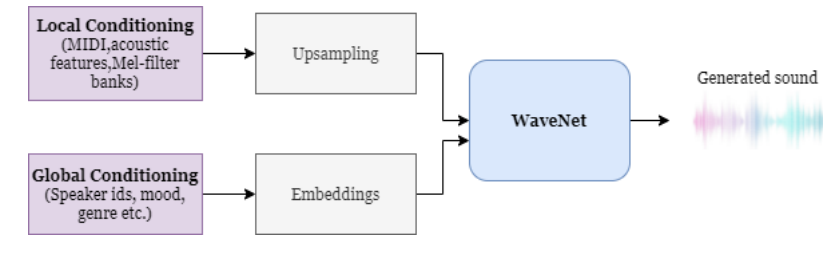 Local Conditioning
(MIDI,acoustic
features,Mel-filter
banks)
Upsampling
Generated sound
WaveNet
Global Conditioning
(Speaker ids, mood,
genre etc.)
Embeddings